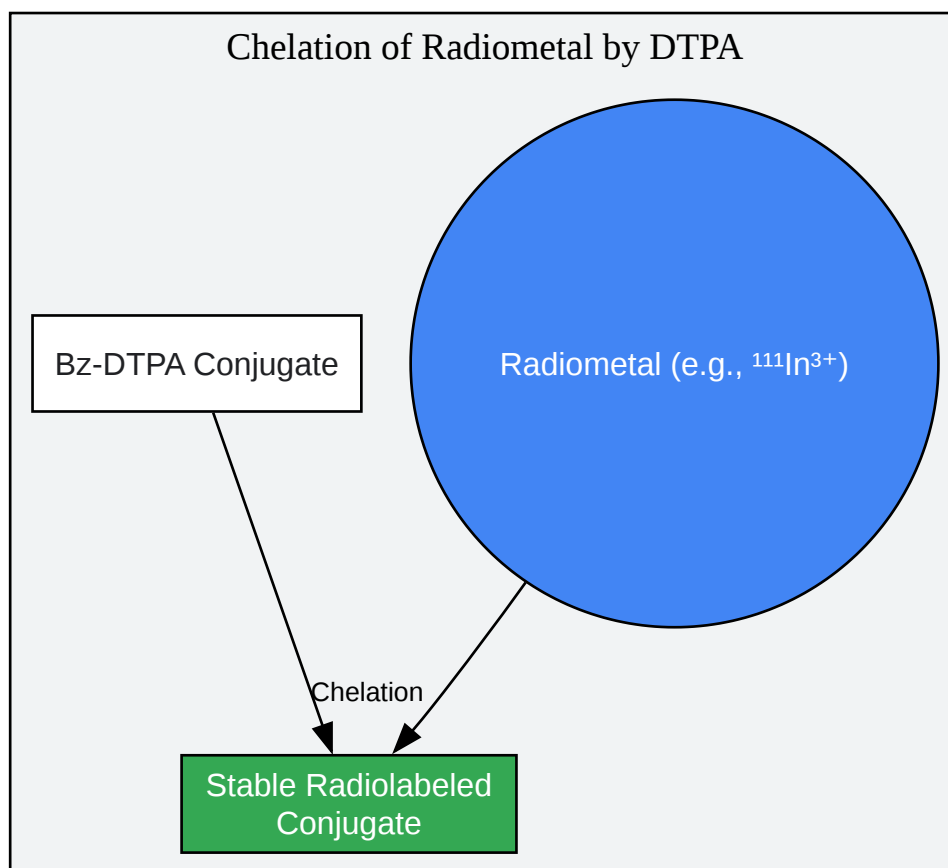 Chelation of Radiometal by DTPA
Bz-DTPA Conjugate
Radiometal (e.g., ¹¹¹In³⁺)
Chelation
Stable Radiolabeled
Conjugate